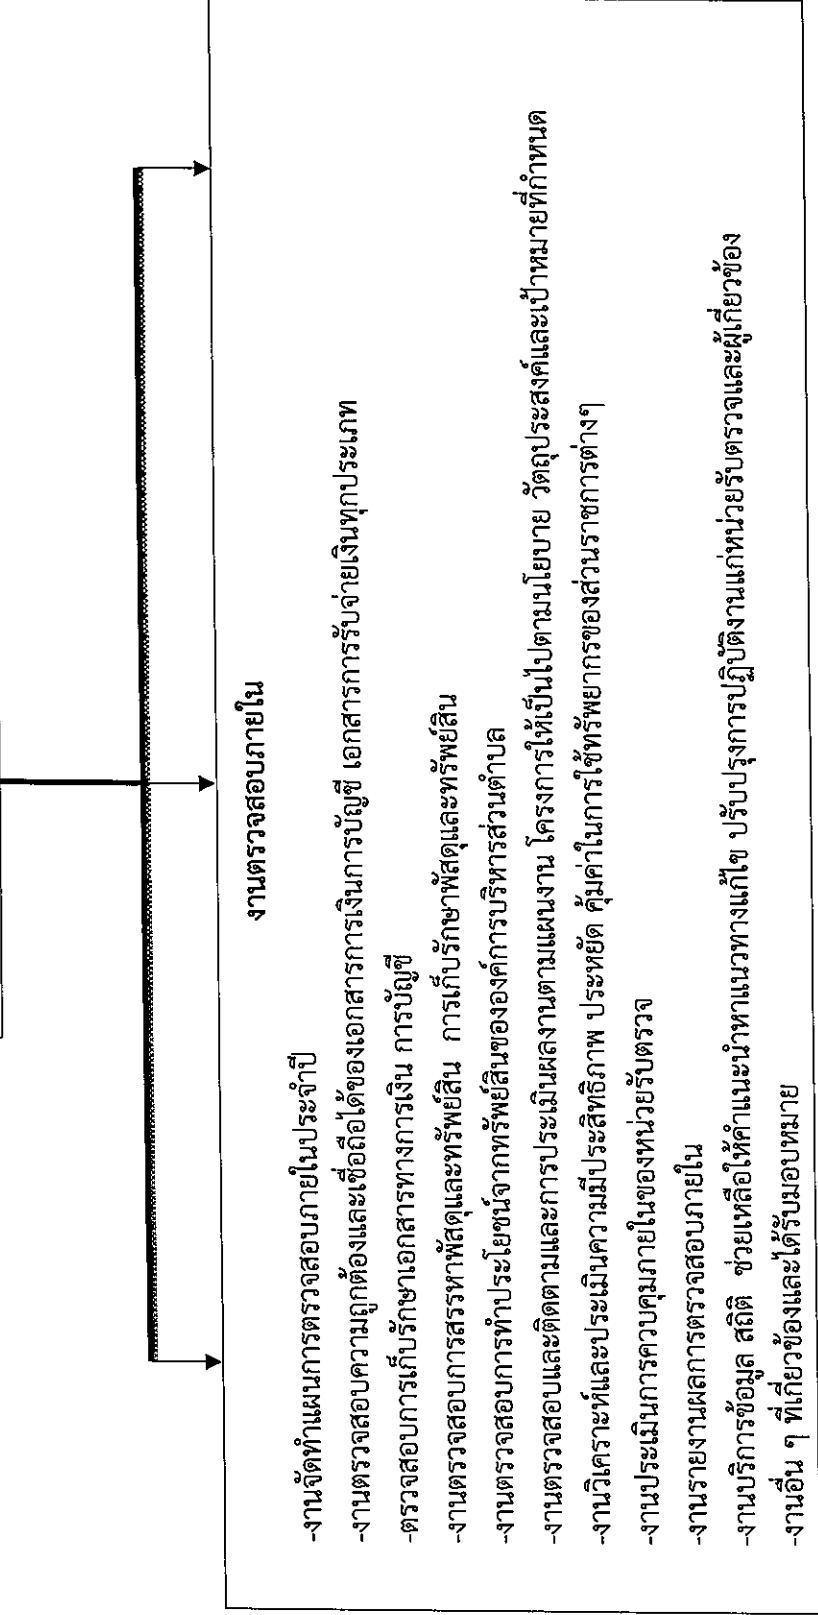 งานตรวจสอบภายใน
-งานจัดทำแผนการตรวจสอบภายในประจำปี
-งานตรวจสอบความถูกต้องและเชื่อถือได้ของเอกสารการเงินการบัญชี เอกสารการรับจ่ายเงินทุกประเภท
-ตรวจสอบการเก็บรักษาเอกสารทางการเงิน การบัญชี
-งานตรวจสอบการสรรหาพัสดุและทรัพย์สิน การเก็บรักษาพัสดุและทรัพย์สิน
-งานตรวจสอบการทำประโยชน์จากทรัพย์สินขององค์การบริหารส่วนตำบล
-งานตรวจสอบและติดตามและการประเมินผลงานตามแผนงาน โครงการให้เป็นไปตามนโยบาย วัตถุประสงค์และเป้าหมายที่กำหนด
-งานวิเคราะห์และประเมินความมีประสิทธิภาพ ประหยัด คุ้มค่าในการใช้ทรัพยากรของส่วนราชการต่างๆ
-งานประเมินการควบคุมภายในของหน่วยรับตรวจ
-งานรายงานผลการตรวจสอบภายใน
-งานบริการข้อมูล สถิติ ช่วยเหลือให้คำแนะนำหาแนวทางแก้ไข ปรับปรุงการปฏิบัติงานแก่หน่วยรับตรวจและผู้เกี่ยวข้อง
-งานอื่น ๆ ที่เกี่ยวข้องและได้รับมอบหมาย